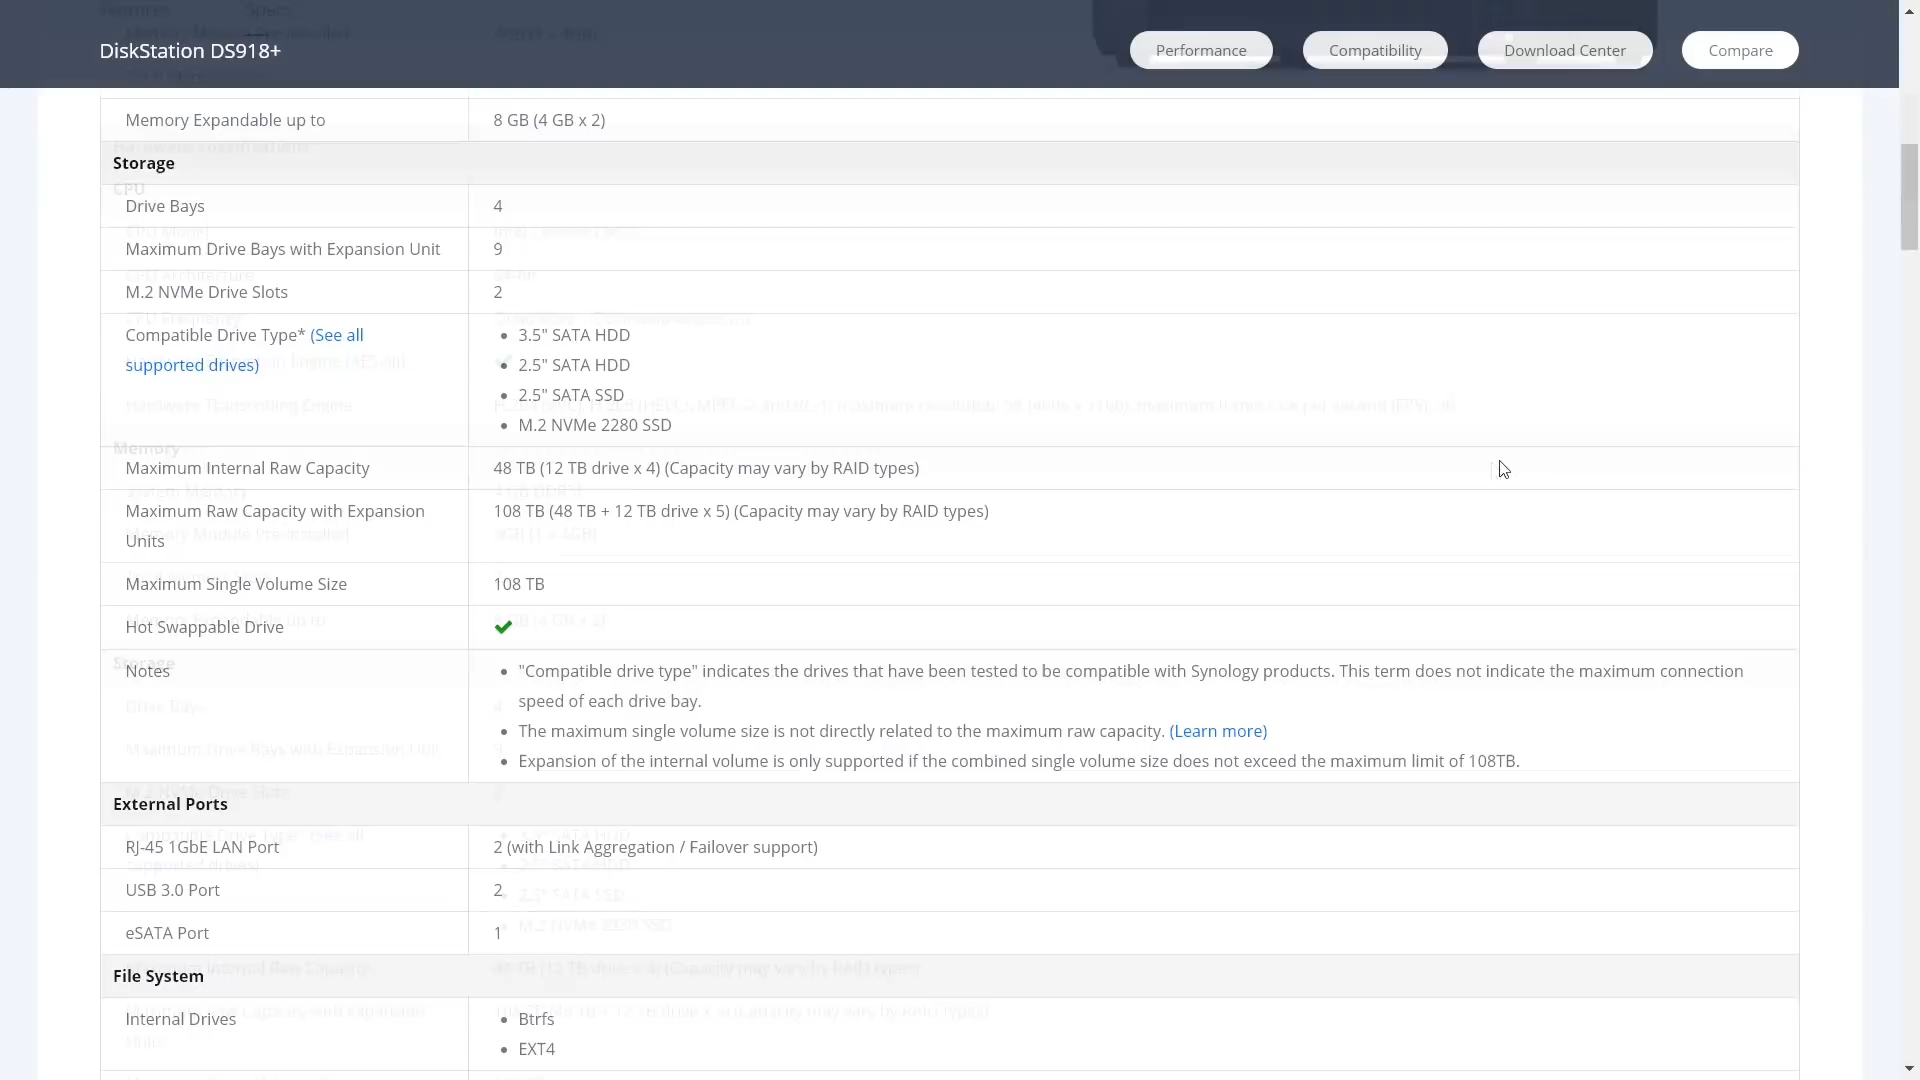 DiskStation DS918+
Performance
Compatibility
Download Center
Compare
Memory Expandable up to
8 GB (4 GB x 2)
Storage
Drive Bays
4
Maximum Drive Bays with Expansion Unit
9
M.2 NVMe Drive Slots
2
Compatible Drive Type* (See all
supported drives)
• 3.5" SATA HDD
• 2.5" SATA HDD
• 2.5" SATA SSD
• M.2 NVMe 2280 SSD
Maximum Internal Raw Capacity
48 TB (12 TB drive x 4) (Capacity may vary by RAID types)
Maximum Raw Capacity with Expansion
Units
108 TB (48 TB + 12 TB drive x 5) (Capacity may vary by RAID types)
Maximum Single Volume Size
108 TB
Hot Swappable Drive
Notes
• "Compatible drive type" indicates the drives that have been tested to be compatible with Synology products. This term does not indicate the maximum connection
speed of each drive bay.
• The maximum single volume size is not directly related to the maximum raw capacity. (Learn more)
• Expansion of the internal volume is only supported if the combined single volume size does not exceed the maximum limit of 108TB.
External Ports
RJ-45 1GbE LAN Port
2 (with Link Aggregation / Failover support)
USB 3.0 Port
2
eSATA Port
1
File System
Internal Drives
• Btrfs
• EXT4